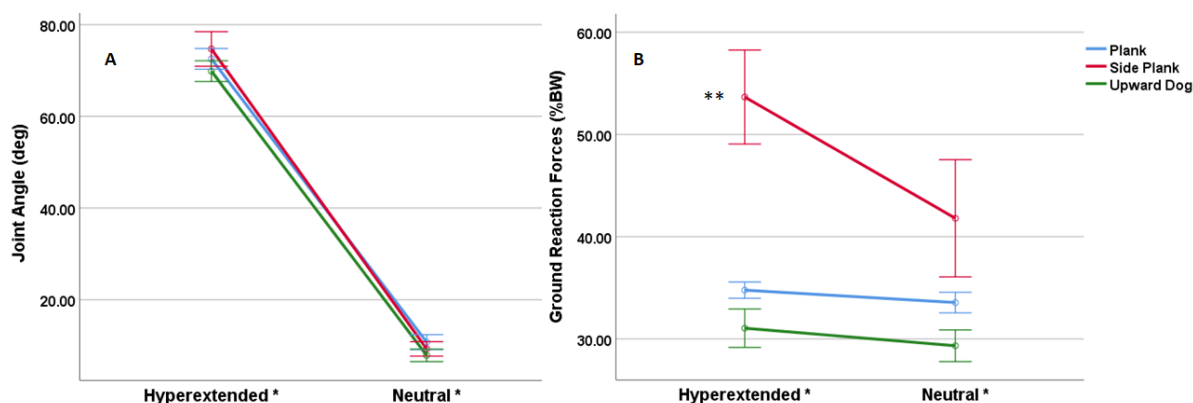 A
Joint Angle (deg)
80.00
60.00
40.00
20.00
Hyperextended *
Neutral *
B
Ground Reaction Forces (%BW)
60.00
50.00
40.00
30.00
**
Hyperextended *
Neutral *
Plank
Side Plank
Upward Dog